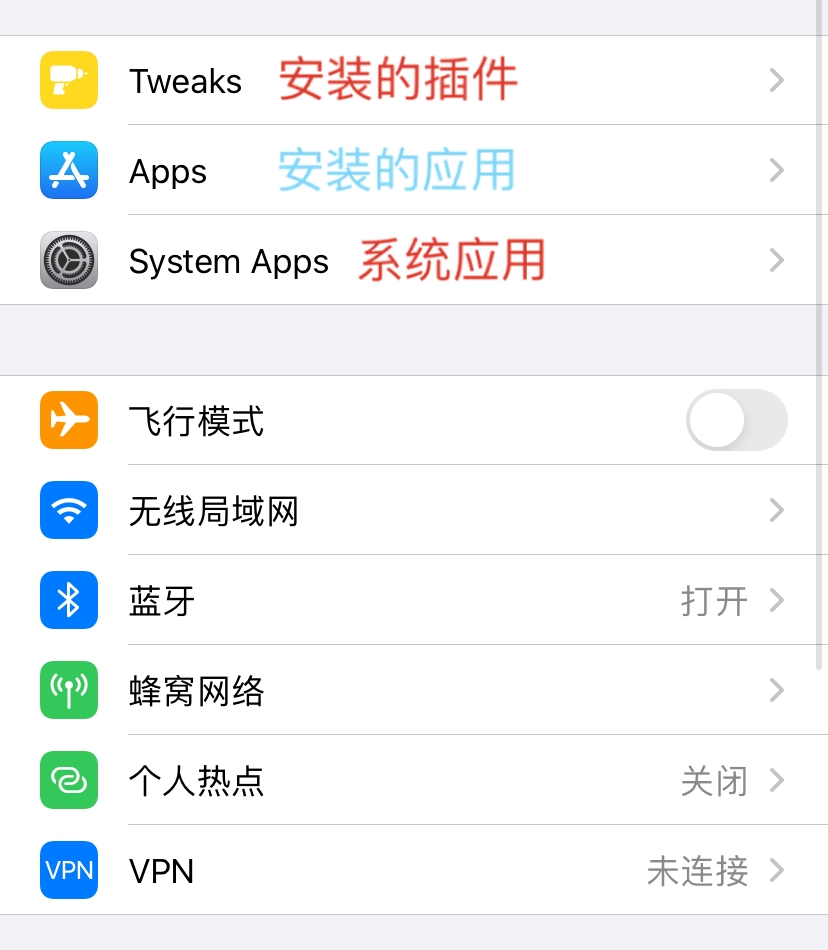 Tweaks 安装的插件
Apps 安装的应用
System Apps 系统应用
飞行模式
无线局域网
蓝牙 打开
蜂窝网络
个人热点 关闭
VPN VPN 未连接